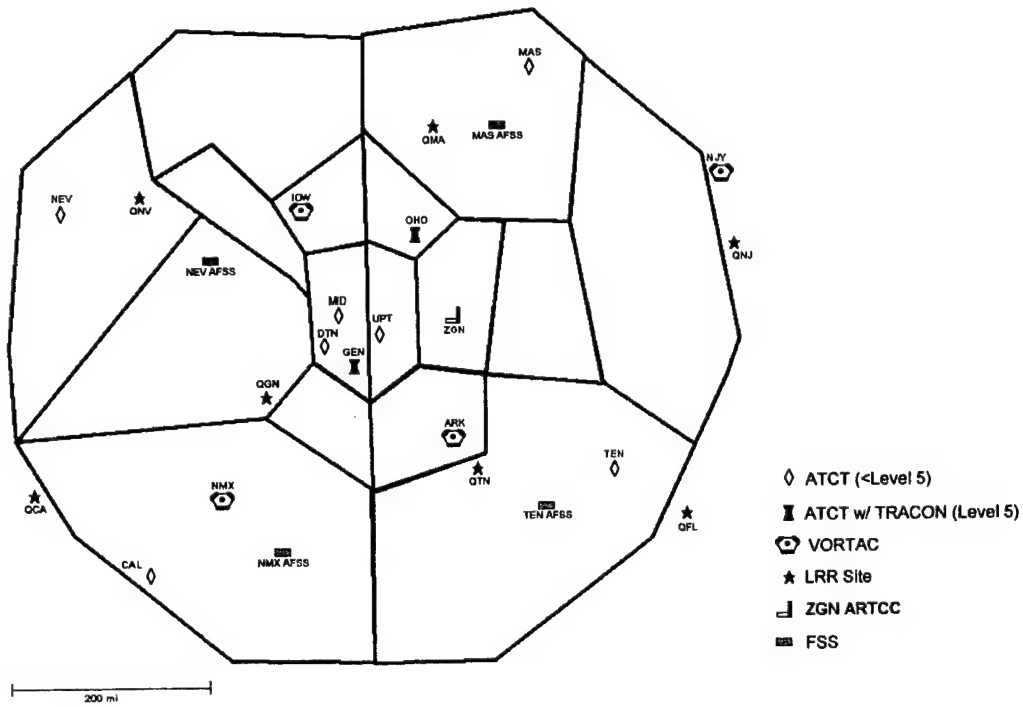 MAS
QMA
MAS AFSS
NJY
NEV
QNV
IOW
OHO
QNJ
NEV AFSS
MID
UPT
ZGN
DTN
GEN
QGN
ARK
TEN
QTN
NMX
QCA
TEN AFSS
QFL
NMX AFSS
CAL
ATCT (<Level 5)
ATCT w/ TRACON (Level 5)
VORTAC
LRR Site
ZGN ARTCC
FSS
200 mi